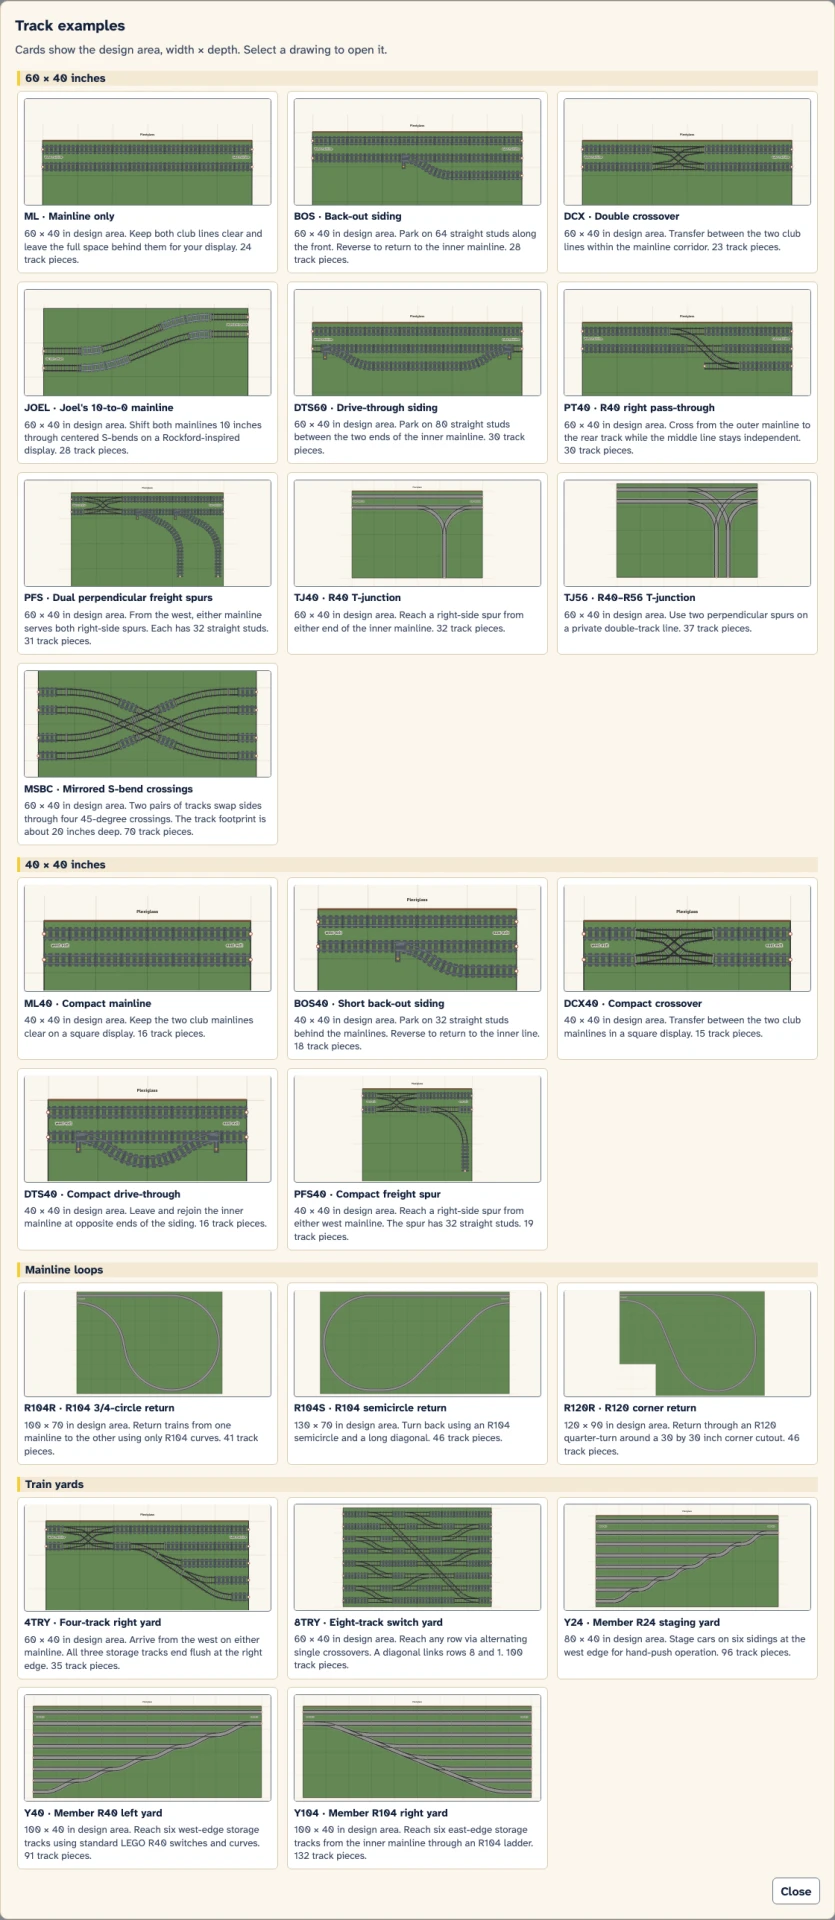 Track examples
Cards show the design area, width × depth. Select a drawing to open it.
60 × 40 inches
Plexiglass
ML · Mainline only
60 × 40 in design area. Keep both club lines clear and
leave the full space behind them for your display. 24
track pieces.
Plexiglass
BOS · Back-out siding
60 × 40 in design area. Park on 64 straight studs along
the front. Reverse to return to the inner mainline. 28
track pieces.
Plexiglass
DCX · Double crossover
60 × 40 in design area. Transfer between the two club
lines within the mainline corridor. 23 track pieces.
JOEL · Joel's 10-to-0 mainline
60 × 40 in design area. Shift both mainlines 10 inches
through centered S-bends on a Rockford-inspired
display. 28 track pieces.
Plexiglass
DTS60 · Drive-through siding
60 × 40 in design area. Park on 80 straight studs
between the two ends of the inner mainline. 30 track
pieces.
Plexiglass
PT40 · R40 right pass-through
60 × 40 in design area. Cross from the outer mainline to
the rear track while the middle line stays independent.
30 track pieces.
PFS · Dual perpendicular freight spurs
60 × 40 in design area. From the west, either mainline
serves both right-side spurs. Each has 32 straight studs.
31 track pieces.
TJ40 · R40 T-junction
60 × 40 in design area. Reach a right-side spur from
either end of the inner mainline. 32 track pieces.
TJ56 · R40–R56 T-junction
60 × 40 in design area. Use two perpendicular spurs on
a private double-track line. 37 track pieces.
MSBC · Mirrored S-bend crossings
60 × 40 in design area. Two pairs of tracks swap sides
through four 45-degree crossings. The track footprint is
about 20 inches deep. 70 track pieces.
40 × 40 inches
Plexiglass
west exit
east exit
ML40 · Compact mainline
40 × 40 in design area. Keep the two club mainlines
clear on a square display. 16 track pieces.
Plexiglass
west exit
east exit
BOS40 · Short back-out siding
40 × 40 in design area. Park on 32 straight studs
behind the mainlines. Reverse to return to the inner line.
18 track pieces.
Plexiglass
west exit
east exit
DCX40 · Compact crossover
40 × 40 in design area. Transfer between the two club
mainlines in a square display. 15 track pieces.
Plexiglass
west exit
east exit
DTS40 · Compact drive-through
40 × 40 in design area. Leave and rejoin the inner
mainline at opposite ends of the siding. 16 track pieces.
Plexiglass
PFS40 · Compact freight spur
40 × 40 in design area. Reach a right-side spur from
either west mainline. The spur has 32 straight studs. 19
track pieces.
Mainline loops
R104R · R104 3/4-circle return
100 × 70 in design area. Return trains from one
mainline to the other using only R104 curves. 41 track
pieces.
R104S · R104 semicircle return
130 × 70 in design area. Turn back using an R104
semicircle and a long diagonal. 46 track pieces.
R120R · R120 corner return
120 × 90 in design area. Return through an R120
quarter-turn around a 30 by 30 inch corner cutout. 46
track pieces.
Train yards
Plexiglass
4TRY · Four-track right yard
60 × 40 in design area. Arrive from the west on either
mainline. All three storage tracks end flush at the right
edge. 35 track pieces.
8TRY · Eight-track switch yard
60 × 40 in design area. Reach any row via alternating
single crossovers. A diagonal links rows 8 and 1. 100
track pieces.
Y24 · Member R24 staging yard
80 × 40 in design area. Stage cars on six sidings at the
west edge for hand-push operation. 96 track pieces.
Y40 · Member R40 left yard
100 × 40 in design area. Reach six west-edge storage
tracks using standard LEGO R40 switches and curves.
91 track pieces.
Y104 · Member R104 right yard
100 × 40 in design area. Reach six east-edge storage
tracks from the inner mainline through an R104 ladder.
132 track pieces.
Close